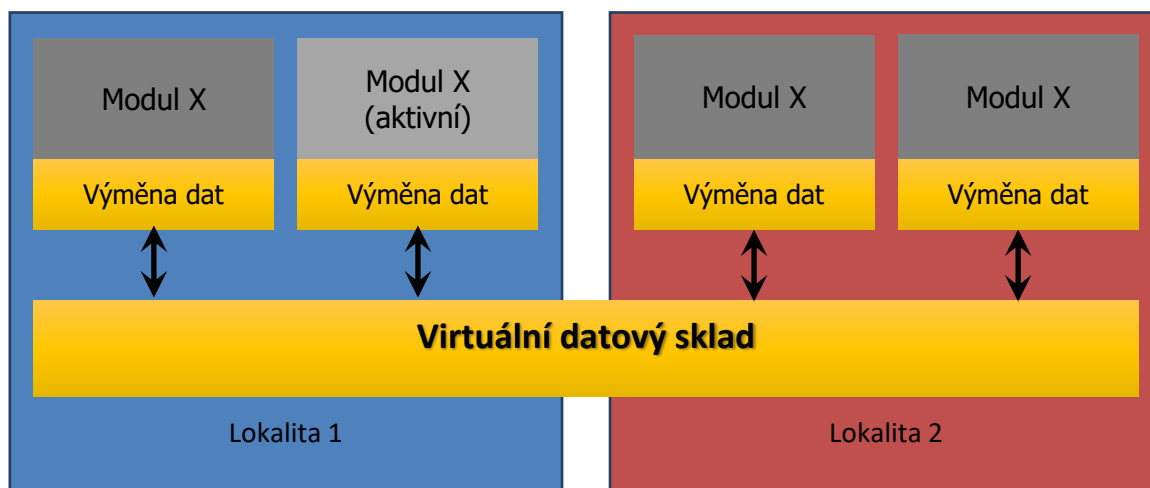 Modul X
Modul X
(aktivní)
Modul X
Modul X
Výměna dat
Výměna dat
Výměna dat
Výměna dat
Virtuální datový sklad
Lokalita 1
Lokalita 2